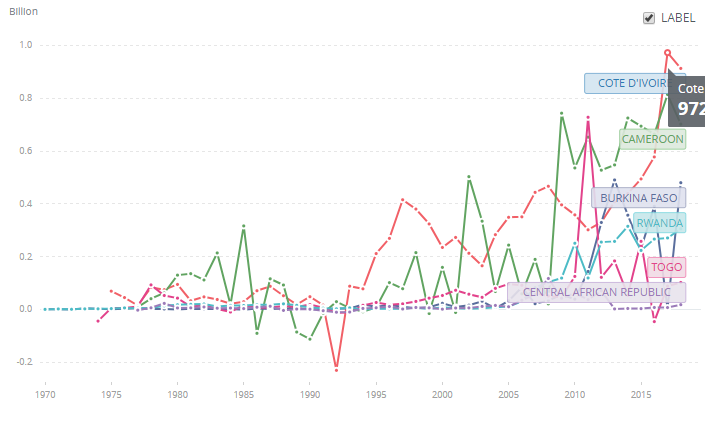 Billion
LABEL
1.0
COTE D'IVOIRE
Cote
972
0.8
CAMEROON
0.6
BURKINA FASO
0.4
RWANDA
0.2
TOGO
CENTRAL AFRICAN REPUBLIC
0.0
-0.2
1970 1975 1980 1985 1990 1995 2000 2005 2010 2015